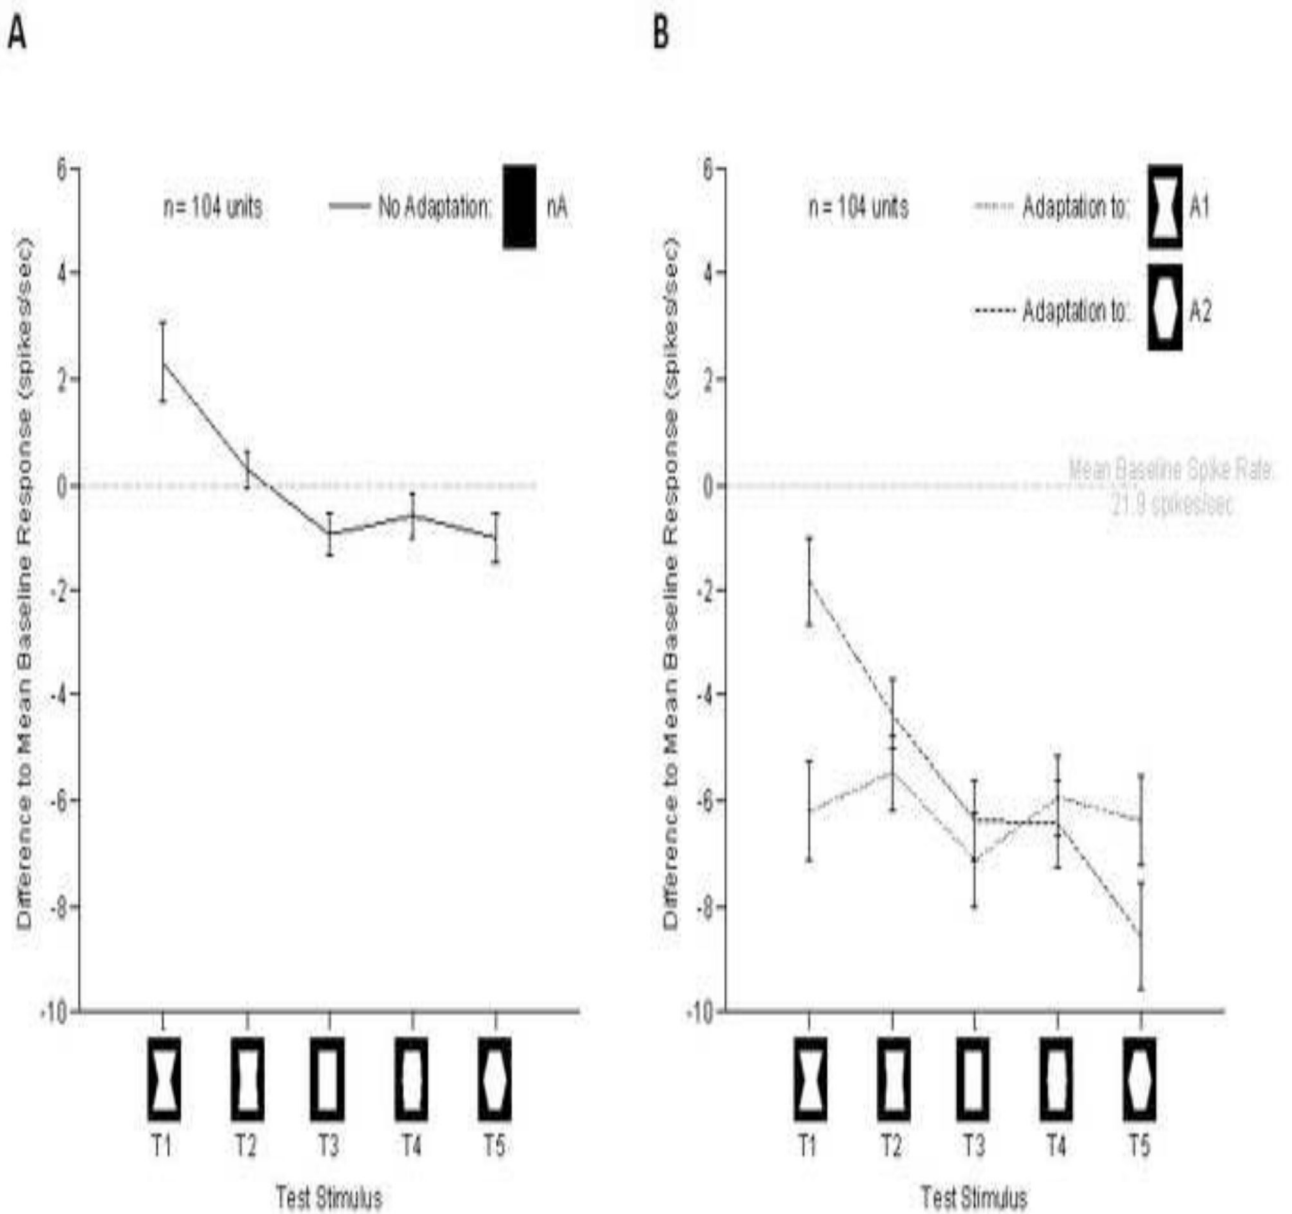 A
B
6
n = 104 units
No Adaptation:
nA
4
2
0
-2
-4
-6
-8
-10
Difference to Mean Baseline Response (spikes/sec)
T1 T2 T3 T4 T5
Test Stimulus
6
n = 104 units
Adaptation to: A1
Adaptation to: A2
4
2
Mean Baseline Spike Rate:
21.9 spikes/sec
0
-2
-4
-6
-8
-10
Difference to Mean Baseline Response (spikes/sec)
T1 T2 T3 T4 T5
Test Stimulus